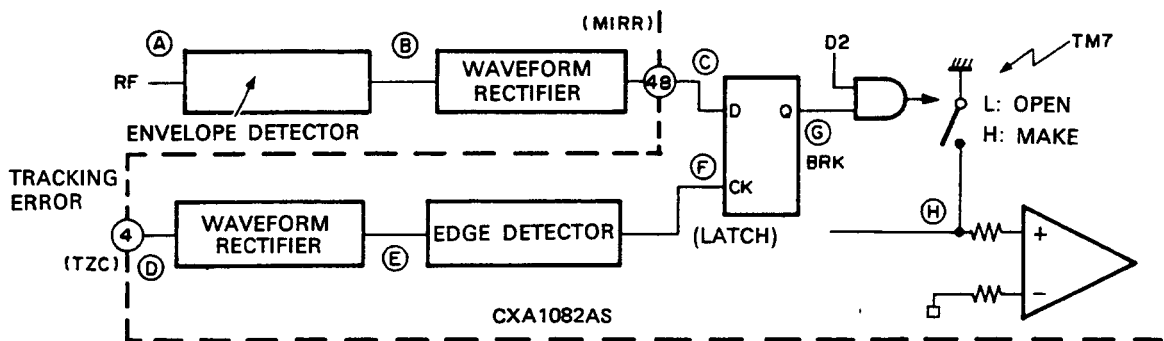 (MIRR)
A
B
C
D2
TM7
RF
WAVEFORM
RECTIFIER
48
D
Q
L: OPEN
H: MAKE
ENVELOPE DETECTOR
G
BRK
F
TRACKING
ERROR
CK
4
WAVEFORM
RECTIFIER
EDGE DETECTOR
(LATCH)
H
+
(TZC)
D
E
−
CXA1082AS